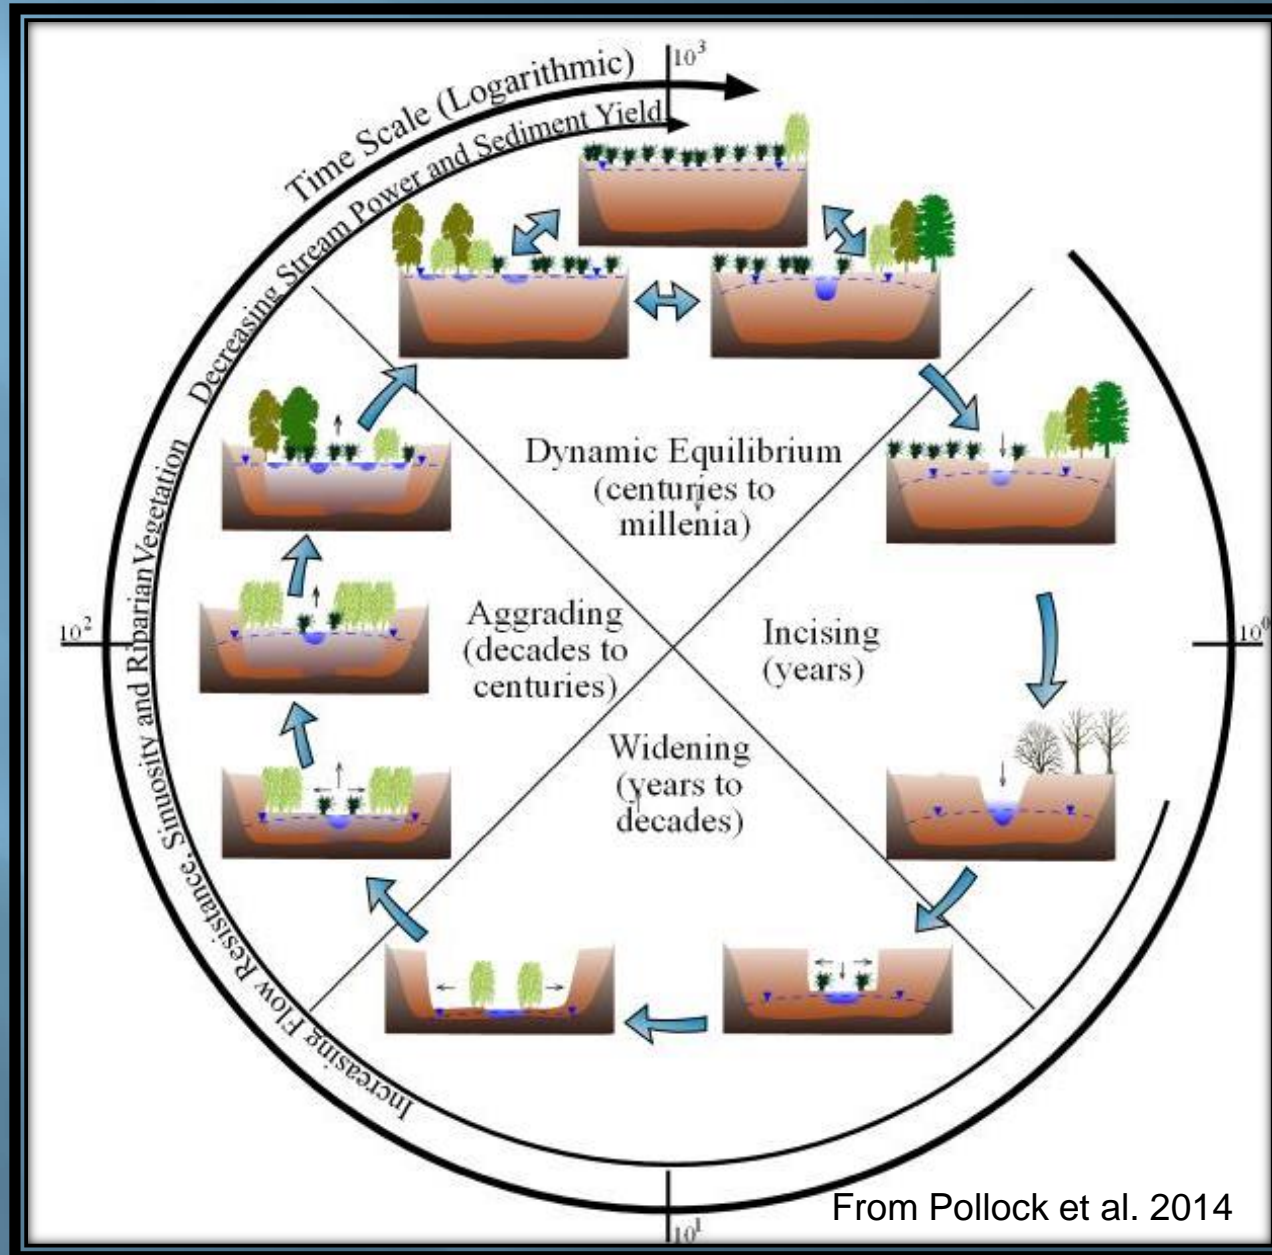 10³
Time Scale (Logarithmic)
Decreasing Stream Power and Sediment Yield
Dynamic Equilibrium
(centuries to
millenia)
Aggrading
(decades to
centuries)
Incising
(years)
10²
10⁰
Widening
(years to
decades)
Increasing Flow Resistance, Sinuosity and Riparian Vegetation
10¹
From Pollock et al. 2014